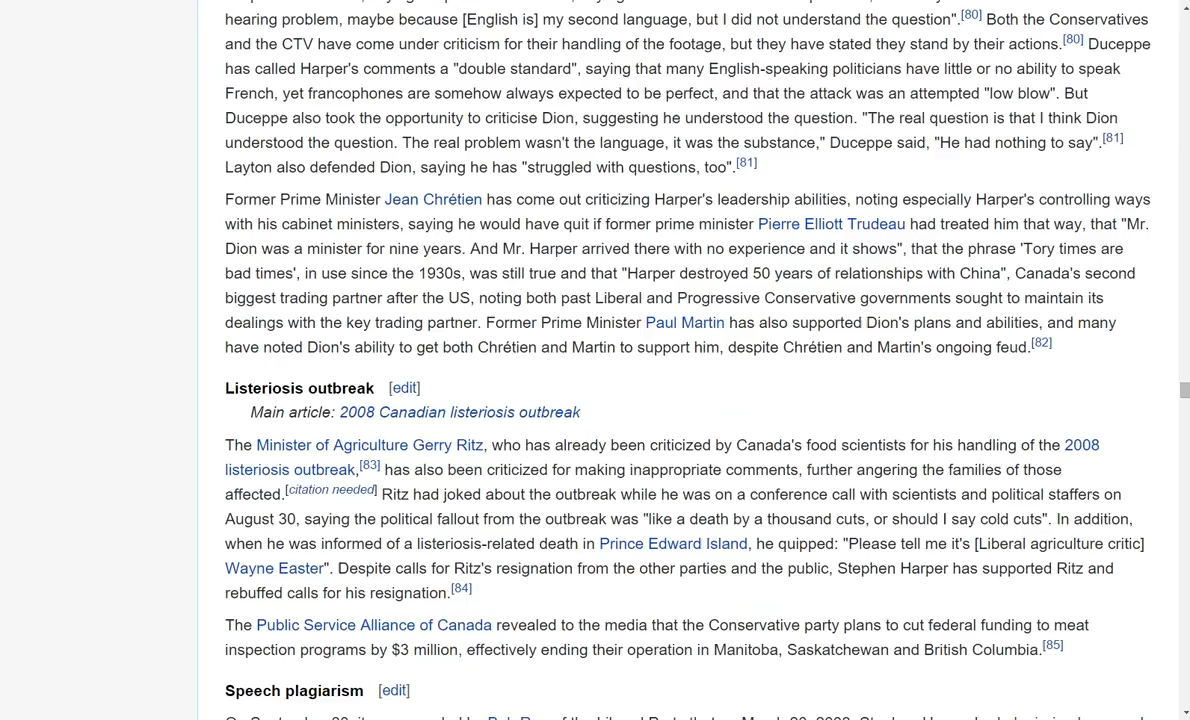 hearing problem, maybe because [English is] my second language, but I did not understand the question".[80] Both the Conservatives
and the CTV have come under criticism for their handling of the footage, but they have stated they stand by their actions.[80] Duceppe
has called Harper's comments a "double standard", saying that many English-speaking politicians have little or no ability to speak
French, yet francophones are somehow always expected to be perfect, and that the attack was an attempted "low blow". But
Duceppe also took the opportunity to criticise Dion, suggesting he understood the question. "The real question is that I think Dion
understood the question. The real problem wasn't the language, it was the substance," Duceppe said, "He had nothing to say".[81]
Layton also defended Dion, saying he has "struggled with questions, too".[81]
Former Prime Minister Jean Chrétien has come out criticizing Harper's leadership abilities, noting especially Harper's controlling ways
with his cabinet ministers, saying he would have quit if former prime minister Pierre Elliott Trudeau had treated him that way, that "Mr.
Dion was a minister for nine years. And Mr. Harper arrived there with no experience and it shows", that the phrase 'Tory times are
bad times', in use since the 1930s, was still true and that "Harper destroyed 50 years of relationships with China", Canada's second
biggest trading partner after the US, noting both past Liberal and Progressive Conservative governments sought to maintain its
dealings with the key trading partner. Former Prime Minister Paul Martin has also supported Dion's plans and abilities, and many
have noted Dion's ability to get both Chrétien and Martin to support him, despite Chrétien and Martin's ongoing feud.[82]
Listeriosis outbreak [edit]
Main article: 2008 Canadian listeriosis outbreak
The Minister of Agriculture Gerry Ritz, who has already been criticized by Canada's food scientists for his handling of the 2008
listeriosis outbreak,[83] has also been criticized for making inappropriate comments, further angering the families of those
affected.[citation needed] Ritz had joked about the outbreak while he was on a conference call with scientists and political staffers on
August 30, saying the political fallout from the outbreak was "like a death by a thousand cuts, or should I say cold cuts". In addition,
when he was informed of a listeriosis-related death in Prince Edward Island, he quipped: "Please tell me it's [Liberal agriculture critic]
Wayne Easter". Despite calls for Ritz's resignation from the other parties and the public, Stephen Harper has supported Ritz and
rebuffed calls for his resignation.[84]
The Public Service Alliance of Canada revealed to the media that the Conservative party plans to cut federal funding to meat
inspection programs by $3 million, effectively ending their operation in Manitoba, Saskatchewan and British Columbia.[85]
Speech plagiarism [edit]